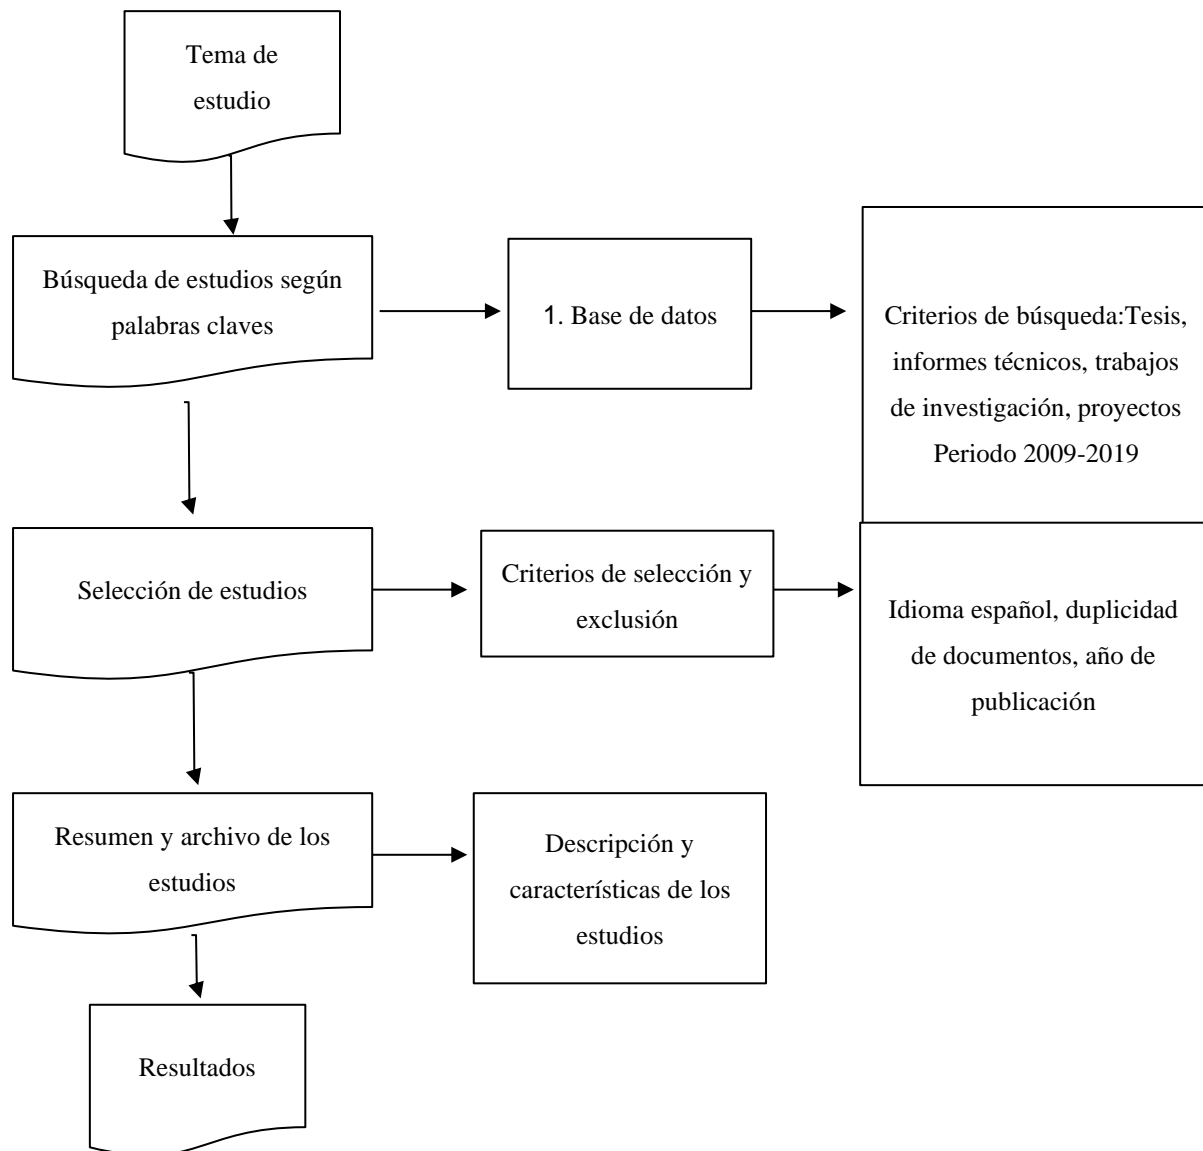 Tema de
estudio
Búsqueda de estudios según
palabras claves
1. Base de datos
Criterios de búsqueda:Tesis,
informes técnicos, trabajos
de investigación, proyectos
Periodo 2009-2019
Selección de estudios
Criterios de selección y
exclusión
Idioma español, duplicidad
de documentos, año de
publicación
Resumen y archivo de los
estudios
Descripción y
característícas de los
estudios
Resultados